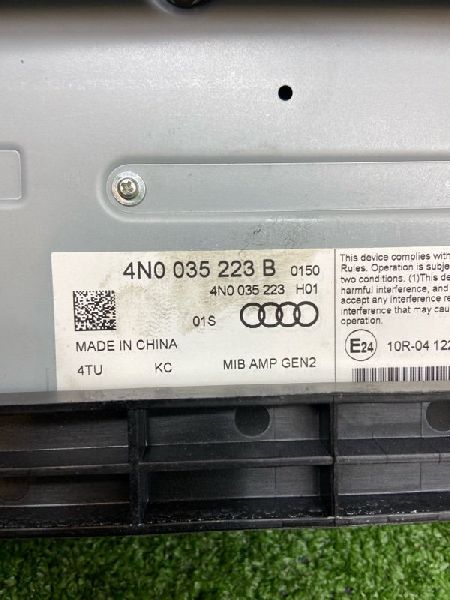 4N0 035 223 B 0150
4N0 035 223 H01
01S
MADE IN CHINA
4TU KC MIB AMP GEN2
This device complies with
Rules. Operation is subje
two conditions. (1)This de
harmful interference, and
accept any interference re
interference that may cau
operation.
E24 10R-04 122